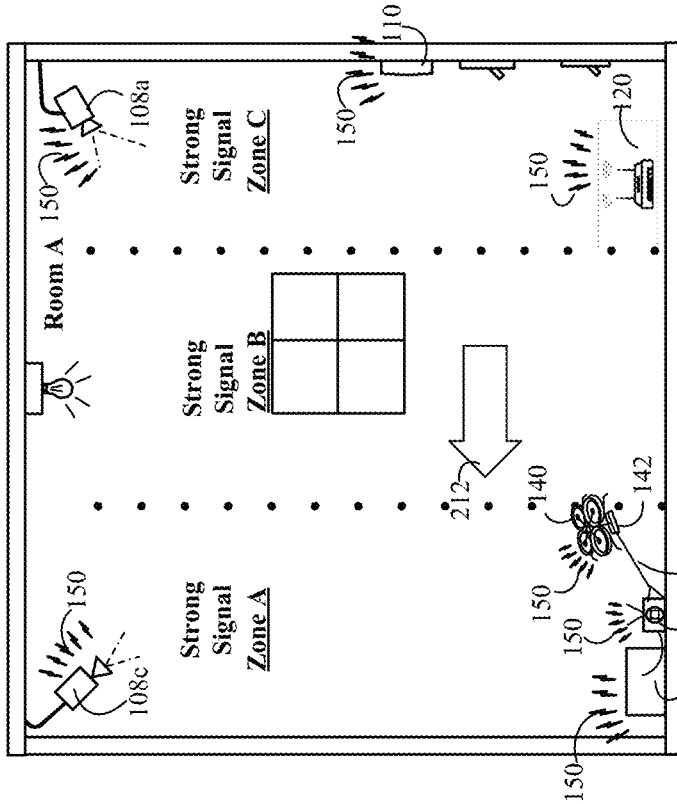 Room A
150
108c
150
108a
Strong
Signal
Zone A
Strong
Signal
Zone B
Strong
Signal
Zone C
150
110
212
140
142
150
150
150
150
120